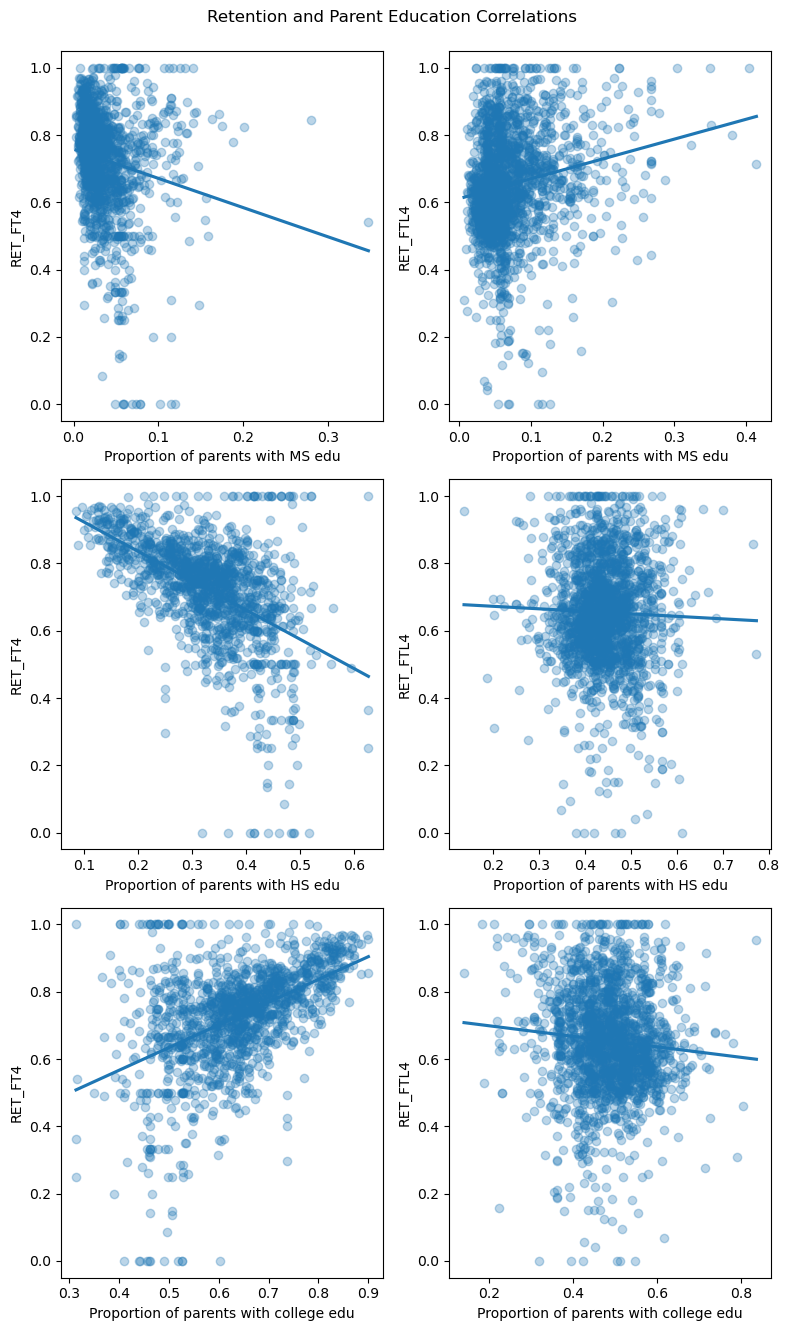 Retention and Parent Education Correlations
1.0
0.8
0.6
0.4
0.2
0.0
RET_FT4
0.0 0.1 0.2 0.3
Proportion of parents with MS edu
1.0
0.8
0.6
0.4
0.2
0.0
RET_FTL4
0.0 0.1 0.2 0.3 0.4
Proportion of parents with MS edu
1.0
0.8
0.6
0.4
0.2
0.0
RET_FT4
0.1 0.2 0.3 0.4 0.5 0.6
Proportion of parents with HS edu
1.0
0.8
0.6
0.4
0.2
0.0
RET_FTL4
0.2 0.3 0.4 0.5 0.6 0.7 0.8
Proportion of parents with HS edu
1.0
0.8
0.6
0.4
0.2
0.0
RET_FT4
0.3 0.4 0.5 0.6 0.7 0.8 0.9
Proportion of parents with college edu
1.0
0.8
0.6
0.4
0.2
0.0
RET_FTL4
0.2 0.4 0.6 0.8
Proportion of parents with college edu